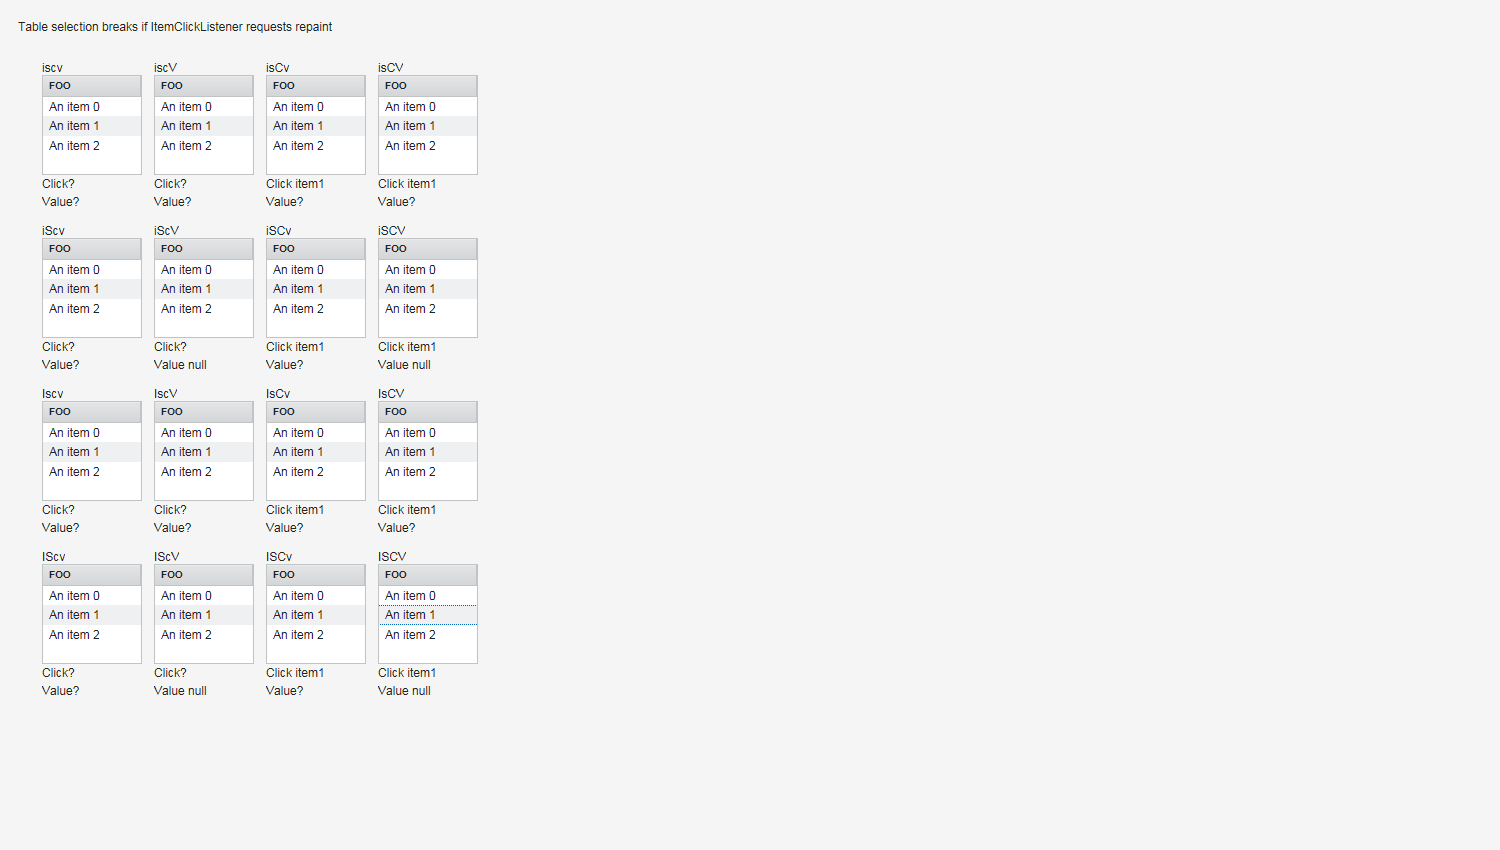 Table selection breaks if ItemClickListener requests repaint
iscv iscV isCv isCV
FOO FOO FOO FOO
An item 0 An item 0 An item 0 An item 0
An item 1 An item 1 An item 1 An item 1
An item 2 An item 2 An item 2 An item 2
Click? Click? Click item1 Click item1
Value? Value? Value? Value?
iScv iScV iSCv iSCV
FOO FOO FOO FOO
An item 0 An item 0 An item 0 An item 0
An item 1 An item 1 An item 1 An item 1
An item 2 An item 2 An item 2 An item 2
Click? Click? Click item1 Click item1
Value? Value null Value? Value null
Iscv IscV IsCv IsCV
FOO FOO FOO FOO
An item 0 An item 0 An item 0 An item 0
An item 1 An item 1 An item 1 An item 1
An item 2 An item 2 An item 2 An item 2
Click? Click? Click item1 Click item1
Value? Value? Value? Value?
IScv IScV ISCv ISCV
FOO FOO FOO FOO
An item 0 An item 0 An item 0 An item 0
An item 1 An item 1 An item 1 An item 1
An item 2 An item 2 An item 2 An item 2
Click? Click? Click item1 Click item1
Value? Value null Value? Value null